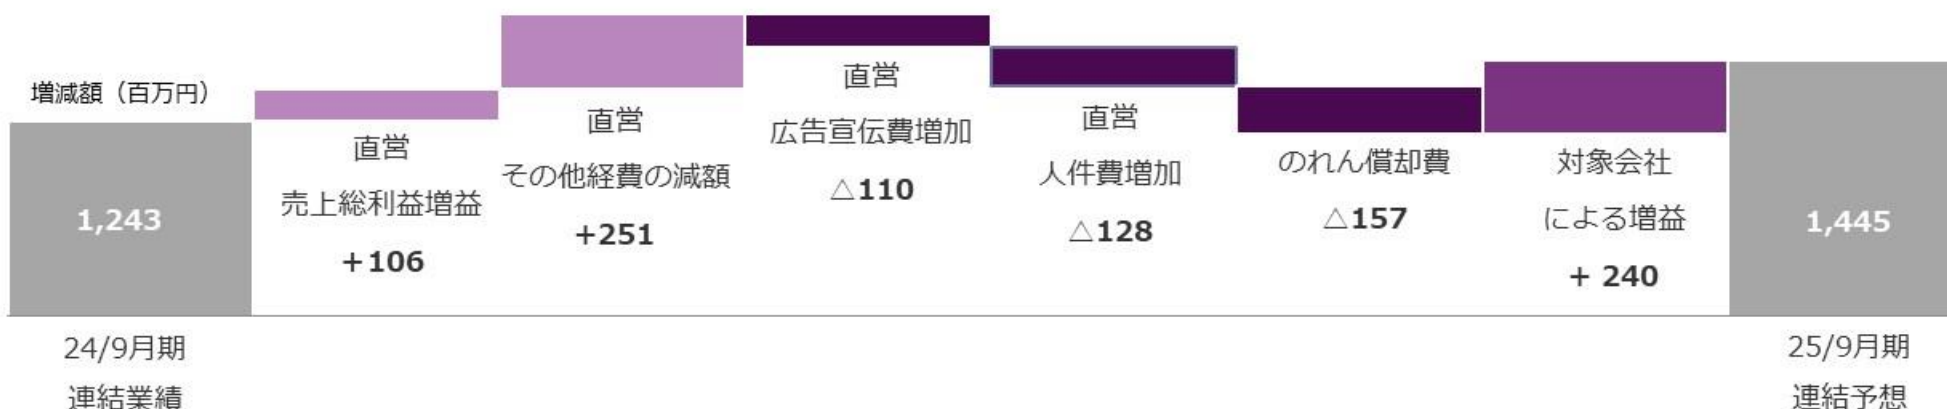 増減額（百万円）
1,243
24/9月期
連結業績
直営
売上総利益増益
+106
直営
その他経費の減額
+251
直営
広告宣伝費増加
△110
直営
人件費増加
△128
のれん償却費
△157
対象会社
による増益
+ 240
1,445
25/9月期
連結予想